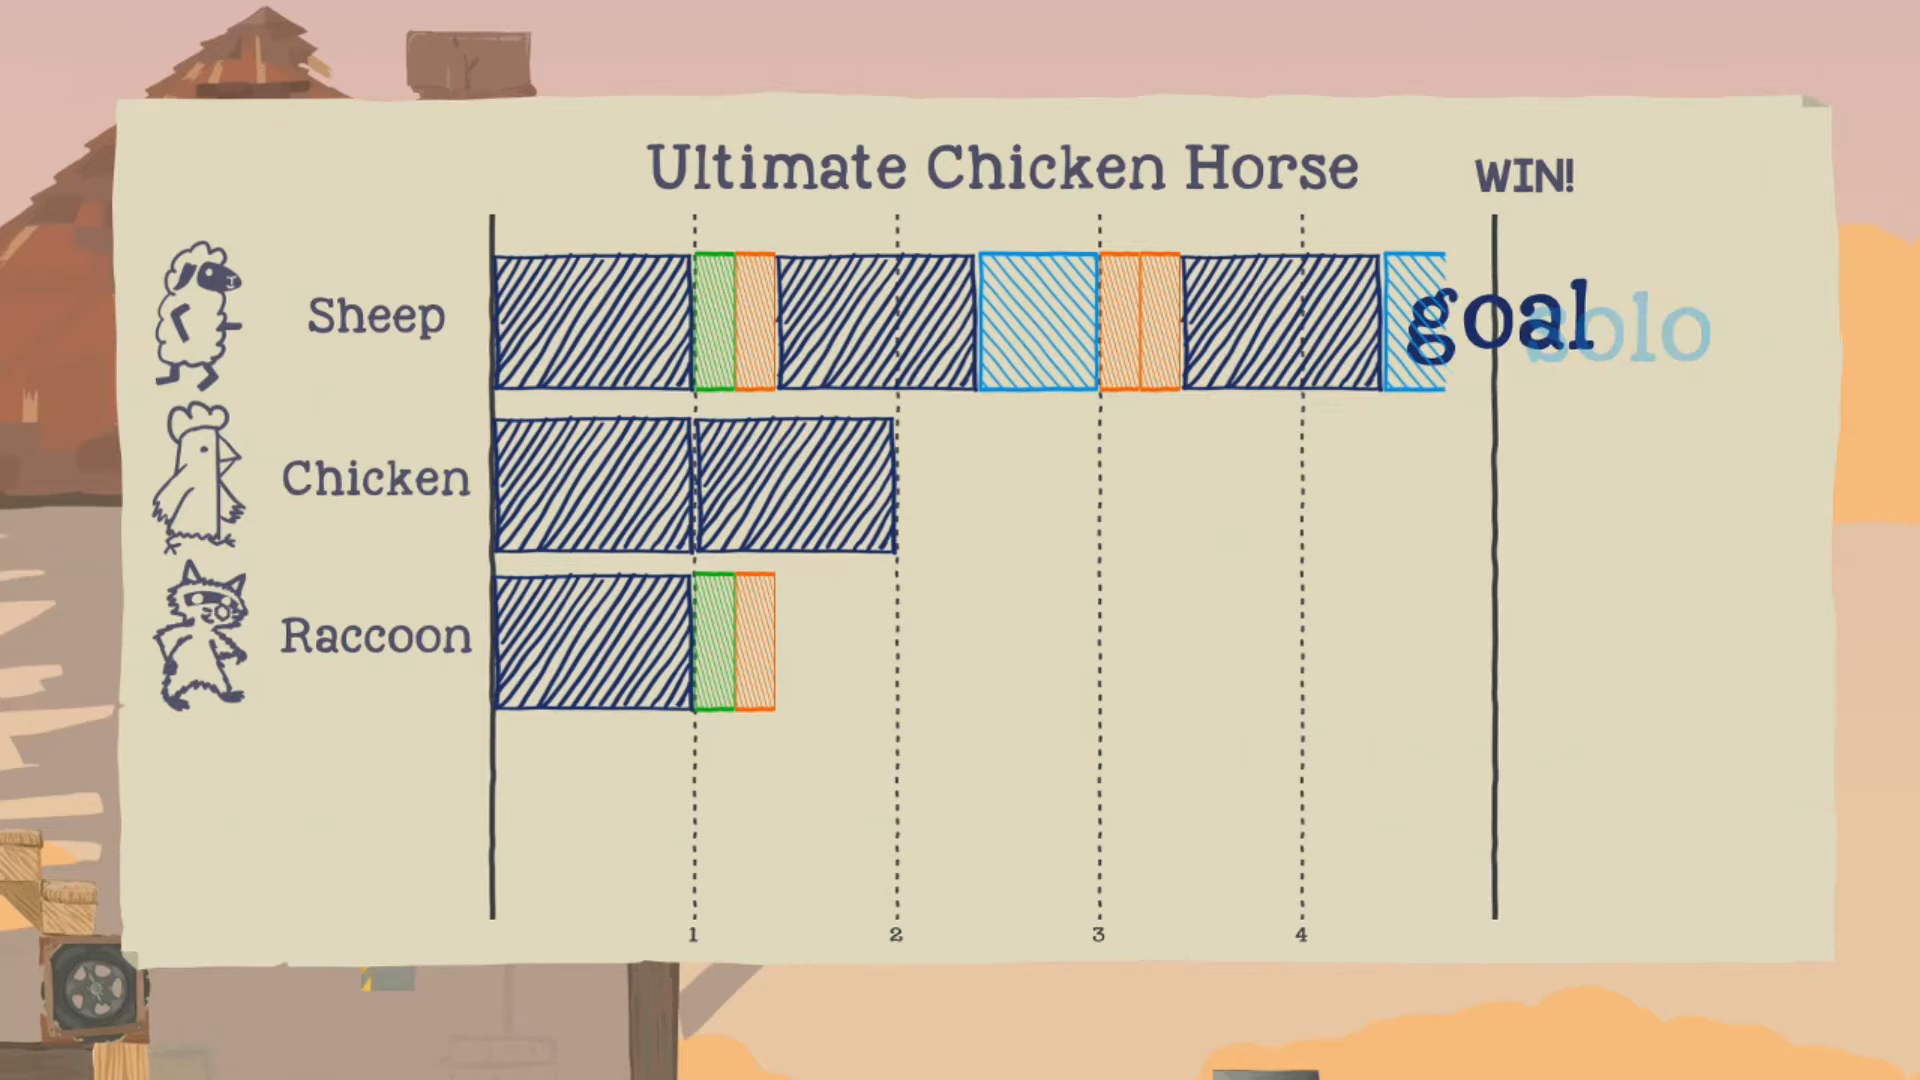 Ultimate Chicken Horse
WIN!
Sheep
goal
solo
Chicken
Raccoon
1 2 3 4